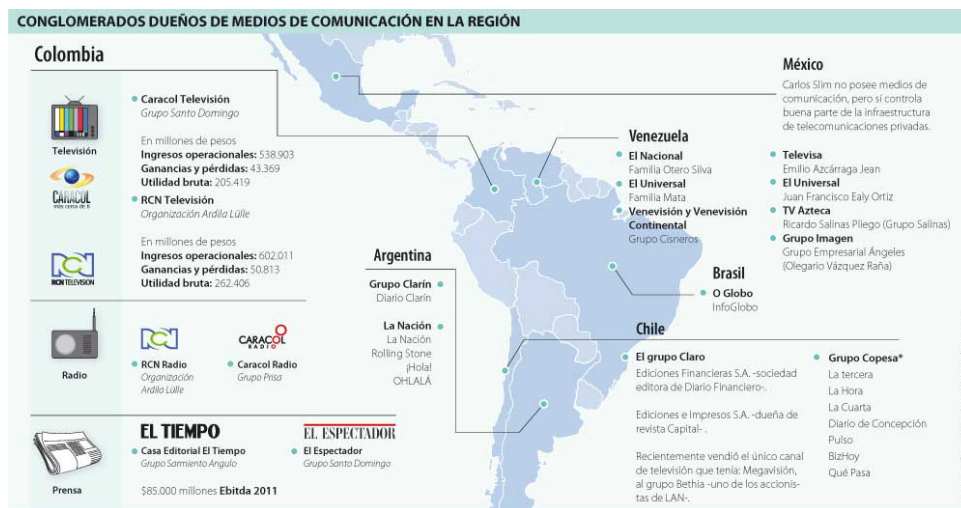 CONGLOMERADOS DUEÑOS DE MEDIOS DE COMUNICACIÓN EN LA REGIÓN
Colombia
Televisión
CARACOL
más cerca de ti
RCN TELEVISION
Caracol Televisión
Grupo Santo Domingo
En millones de pesos
Ingresos operacionales: 538.903
Ganancias y pérdidas: 43.369
Utilidad bruta: 205.419
RCN Televisión
Organización Ardila Lülle
En millones de pesos
Ingresos operacionales: 602.011
Ganancias y pérdidas: 50.813
Utilidad bruta: 262.406
Radio
RCN
RCN Radio
Organización
Ardila Lülle
CARACOL
RADIO
Caracol Radio
Grupo Prisa
Prensa
EL TIEMPO
Casa Editorial El Tiempo
Grupo Sarmiento Angulo
EL ESPECTADOR
El Espectador
Grupo Santo Domingo
$85.000 millones Ebitda 2011
Argentina
Grupo Clarín
Diario Clarín
La Nación
La Nación
Rolling Stone
¡Hola!
OHLALÁ
Venezuela
El Nacional
Familia Otero Silva
El Universal
Familia Mata
Venevisión y Venevisión
Continental
Grupo Cisneros
México
Carlos Slim no posee medios de
comunicación, pero sí controla
buena parte de la infraestructura
de telecomunicaciones privadas.
Televisa
Emilio Azcárraga Jean
El Universal
Juan Francisco Ealy Ortiz
TV Azteca
Ricardo Salinas Pliego (Grupo Salinas)
Grupo Imagen
Grupo Empresarial Ángeles
(Olegario Vázquez Raña)
Brasil
O Globo
InfoGlobo
Chile
El grupo Claro
Ediciones Financieras S.A. -sociedad
editora de Diario Financiero-.
Ediciones e Impresos S.A. -dueña de
revista Capital- .
Recientemente vendió el único canal
de televisión que tenía: Megavisión,
al grupo Bethia -uno de los accionis-
tas de LAN-.
Grupo Copesa*
La tercera
La Hora
La Cuarta
Diario de Concepción
Pulso
BizHoy
Qué Pasa